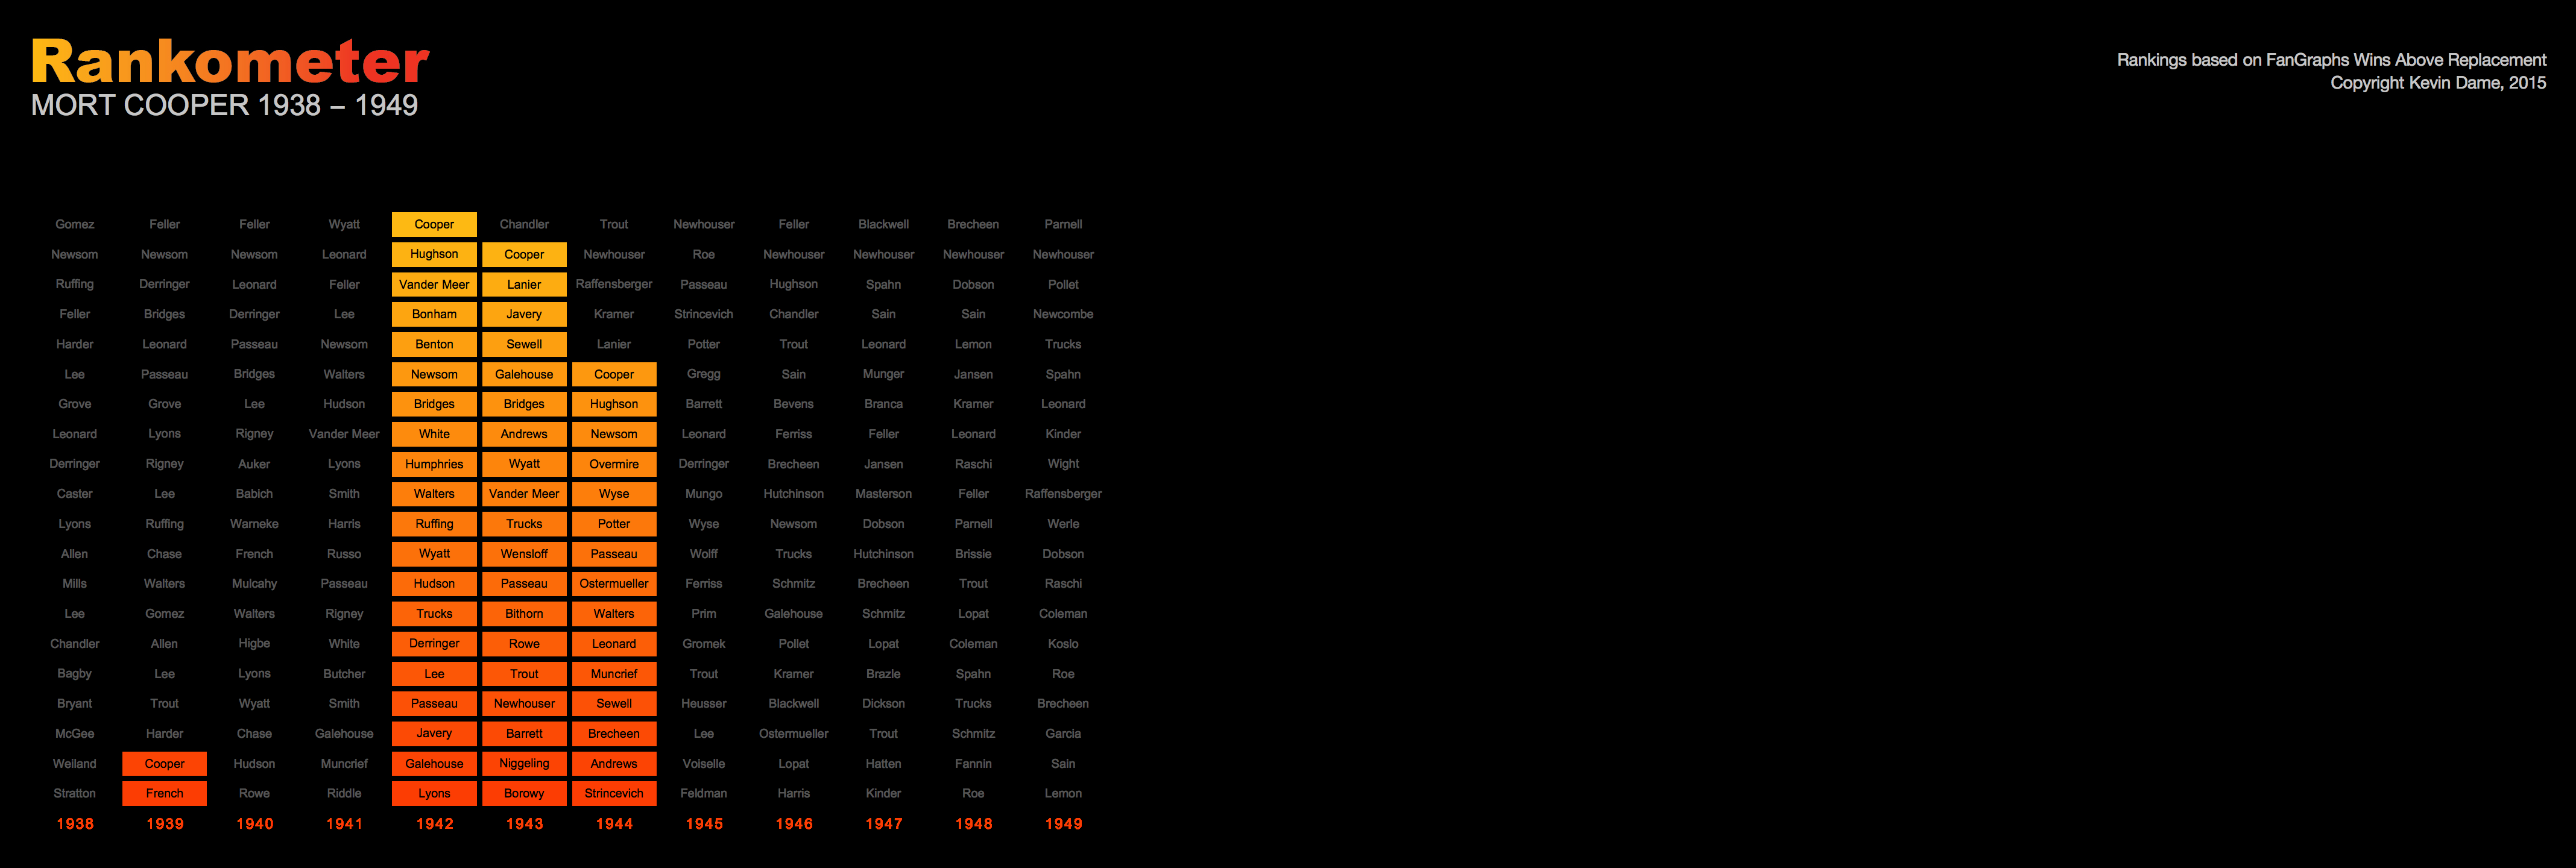 Rankometer
MORT COOPER 1938 – 1949
Rankings based on FanGraphs Wins Above Replacement
Copyright Kevin Dame, 2015
Gomez Feller Feller Wyatt Cooper Chandler Trout Newhouser Feller Blackwell Brecheen Parnell
Newsom Newsom Newsom Leonard Hughson Cooper Newhouser Roe Newhouser Newhouser Newhouser Newhouser
Ruffing Derringer Leonard Feller Vander Meer Lanier Raffensberger Passeau Hughson Spahn Dobson Pollet
Feller Bridges Derringer Lee Bonham Javery Kramer Strincevich Chandler Sain Sain Newcombe
Harder Leonard Passeau Newsom Benton Sewell Lanier Potter Trout Leonard Lemon Trucks
Lee Passeau Bridges Walters Newsom Galehouse Cooper Gregg Sain Munger Jansen Spahn
Grove Grove Lee Hudson Bridges Bridges Hughson Barrett Bevens Branca Kramer Leonard
Leonard Lyons Rigney Vander Meer White Andrews Newsom Leonard Ferriss Feller Leonard Kinder
Derringer Rigney Auker Lyons Humphries Wyatt Overmire Derringer Brecheen Jansen Raschi Wight
Caster Lee Babich Smith Walters Vander Meer Wyse Mungo Hutchinson Masterson Feller Raffensberger
Lyons Ruffing Warneke Harris Ruffing Trucks Potter Wyse Newsom Dobson Parnell Werle
Allen Chase French Russo Wyatt Wensloff Passeau Wolff Trucks Hutchinson Brissie Dobson
Mills Walters Mulcahy Passeau Hudson Passeau Ostermueller Ferriss Schmitz Brecheen Trout Raschi
Lee Gomez Walters Rigney Trucks Bithorn Walters Prim Galehouse Schmitz Lopat Coleman
Chandler Allen Higbe White Derringer Rowe Leonard Gromek Pollet Lopat Coleman Koslo
Bagby Lee Lyons Butcher Lee Trout Muncrief Trout Kramer Brazle Spahn Roe
Bryant Trout Wyatt Smith Passeau Newhouser Sewell Heusser Blackwell Dickson Trucks Brecheen
McGee Harder Chase Galehouse Javery Barrett Brecheen Lee Ostermueller Trout Schmitz Garcia
Weiland Cooper Hudson Muncrief Galehouse Niggeling Andrews Voiselle Lopat Hatten Fannin Sain
Stratton French Rowe Riddle Lyons Borowy Strincevich Feldman Harris Kinder Roe Lemon
1938 1939 1940 1941 1942 1943 1944 1945 1946 1947 1948 1949